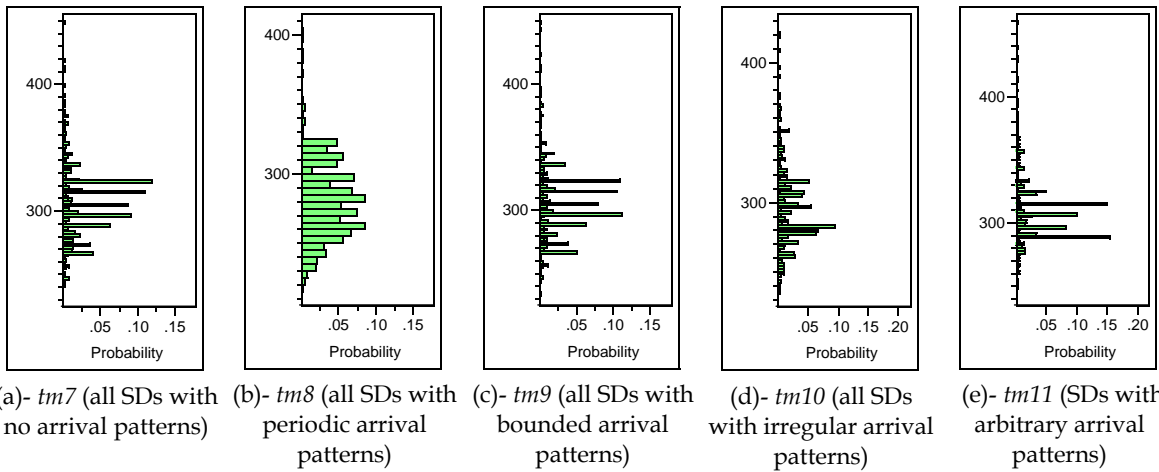 400
300
.05 .10 .15
Probability
(a)- tm7 (all SDs with
no arrival patterns)
400
300
.05 .10 .15
Probability
(b)- tm8 (all SDs with
periodic arrival
patterns)
400
300
.05 .10 .15
Probability
(c)- tm9 (all SDs with
bounded arrival
patterns)
400
300
.05 .10 .15 .20
Probability
(d)- tm10 (all SDs
with irregular arrival
patterns)
400
300
.05 .10 .15 .20
Probability
(e)- tm11 (SDs with
arbitrary arrival
patterns)